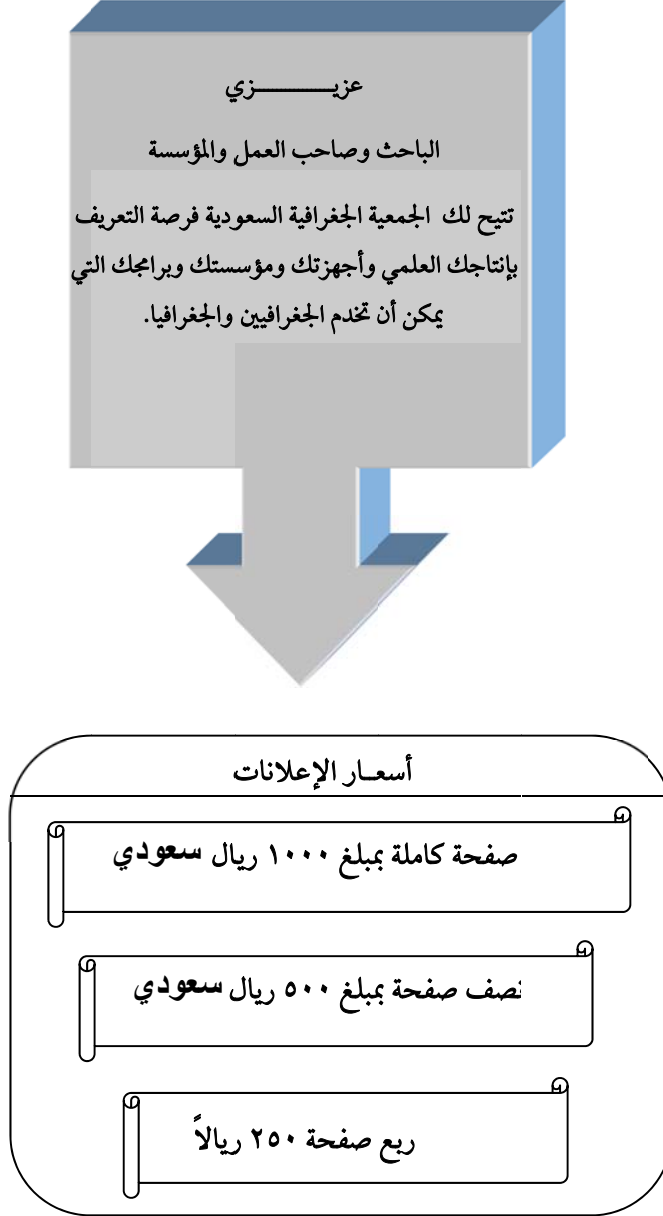 عزيـــــــــزي
الباحث وصاحب العمل والمؤسسة
تتيح لك الجمعية الجغرافية السعودية فرصة التعريف
بإنتاجك العلمي وأجهزتك ومؤسستك وبرامجك التي
يمكن أن تخدم الجغرافيين والجغرافيا.
أسعـار الإعلانات
صفحة كاملة بمبلغ ١٠٠٠ ريال سعودي
نصف صفحة بمبلغ ٥٠٠ ريال سعودي
ربع صفحة ٢٥٠ ريالاً